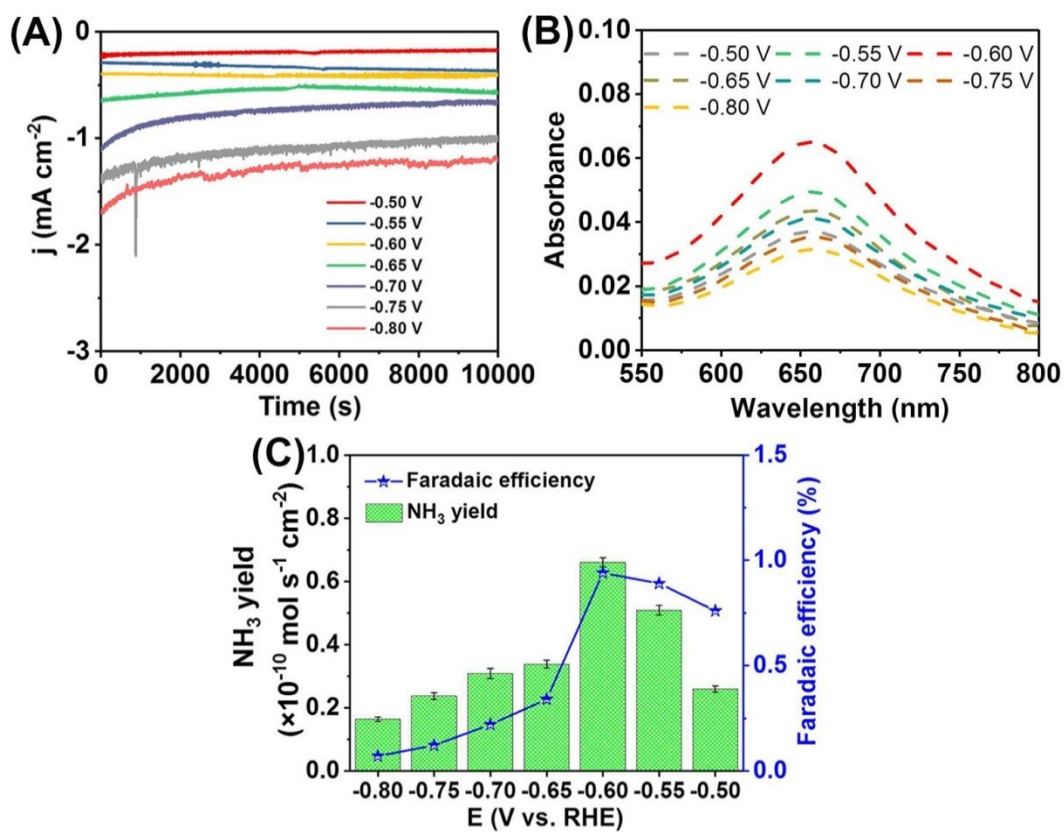 (A)
0
-1
-2
-3
j (mA cm⁻²)
-0.50 V
-0.55 V
-0.60 V
-0.65 V
-0.70 V
-0.75 V
-0.80 V
0 2000 4000 6000 8000 10000
Time (s)
(B)
0.10
0.08
0.06
0.04
0.02
0.00
Absorbance
-0.50 V -0.55 V -0.60 V
-0.65 V -0.70 V -0.75 V
-0.80 V
550 600 650 700 750 800
Wavelength (nm)
(C)
1.0
0.8
0.6
0.4
0.2
0.0
NH₃ yield
(×10⁻¹⁰ mol s⁻¹ cm⁻²)
Faradaic efficiency
NH₃ yield
1.5
1.0
0.5
0.0
Faradaic efficiency (%)
-0.80 -0.75 -0.70 -0.65 -0.60 -0.55 -0.50
E (V vs. RHE)